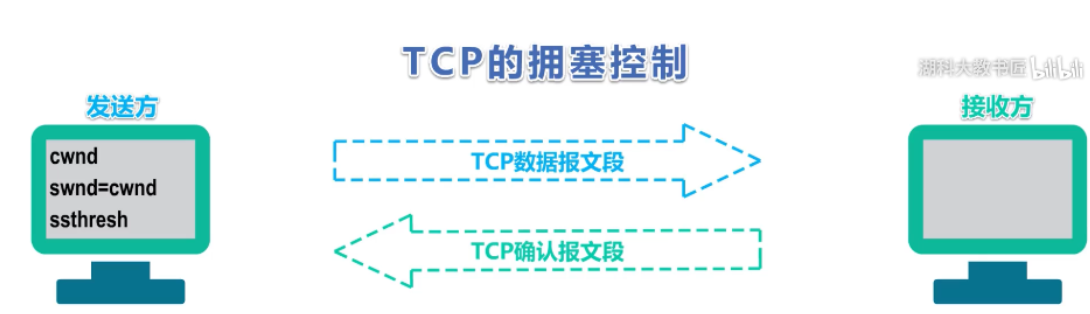 TCP的拥塞控制
湖科大教书匠 bilibili
发送方
接收方
cwnd
swnd=cwnd
ssthresh
TCP数据报文段
TCP确认报文段